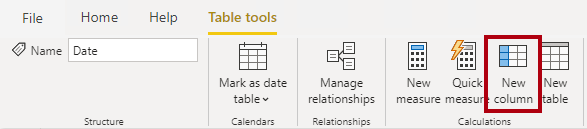 File Home Help Table tools
Name Date
Mark as date table
Manage relationships
New measure
Quick measure
New column
New table
Structure Calendars Relationships Calculations